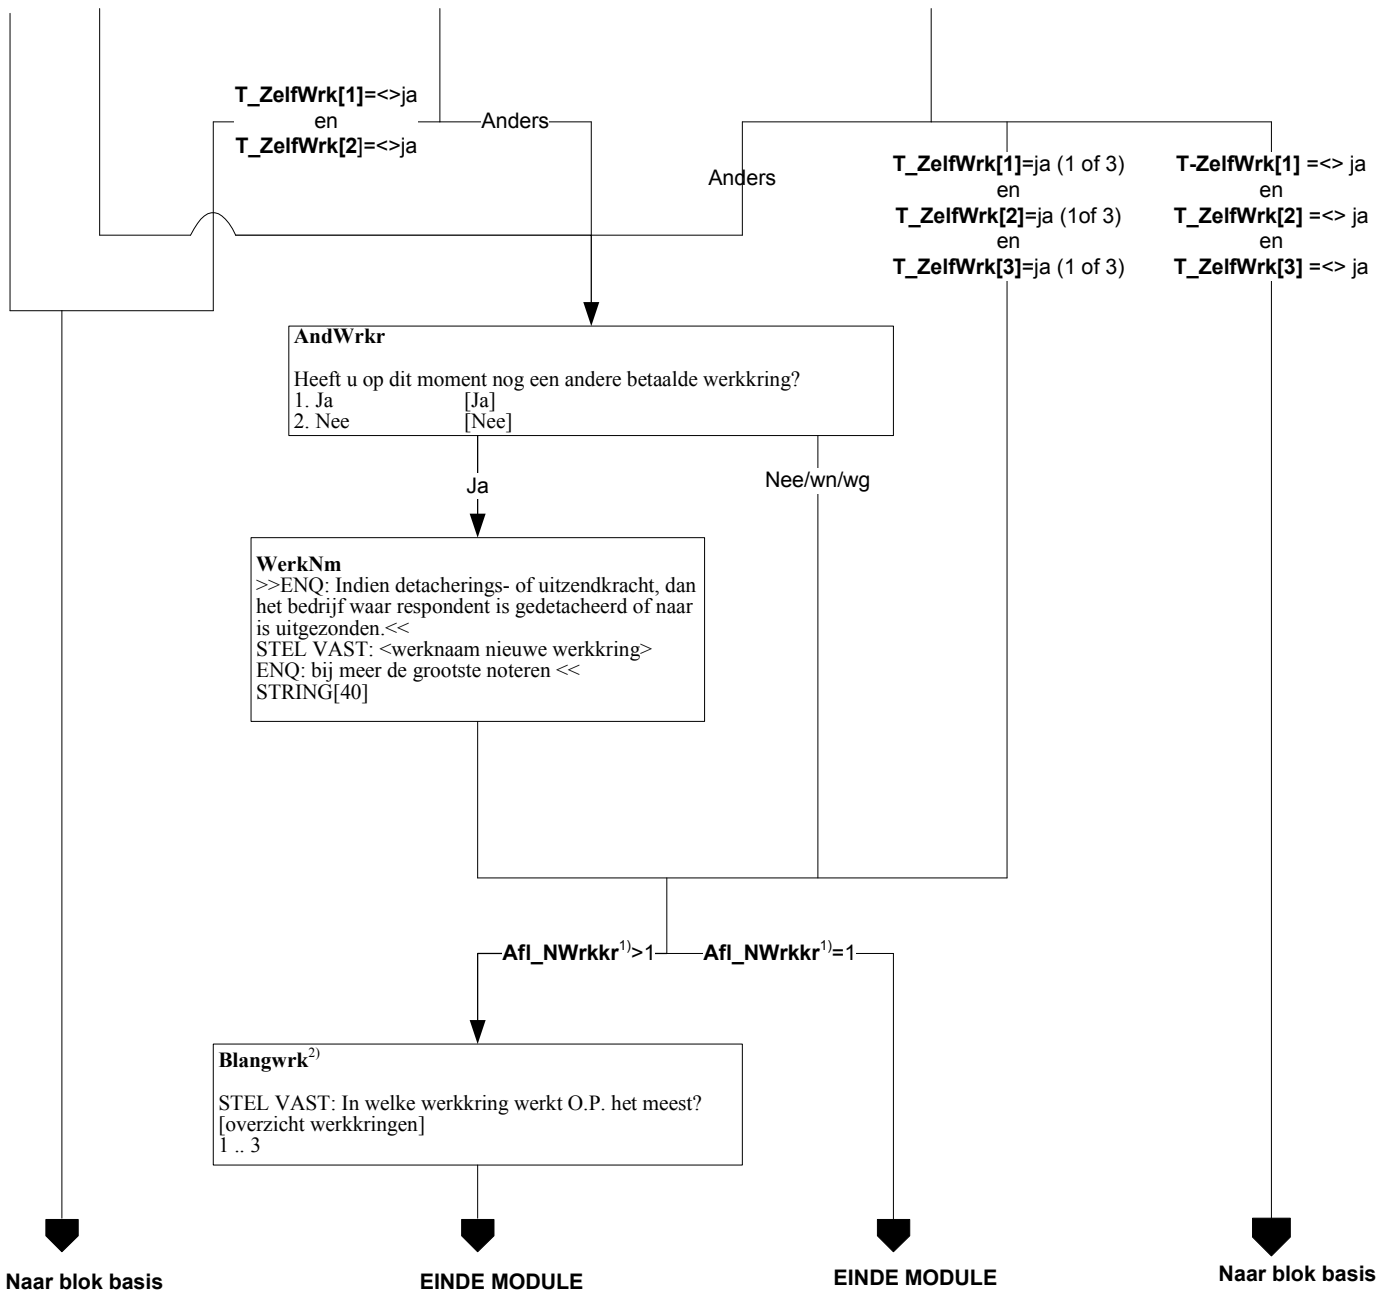 T_ZelfWrk[1]=<>ja
en
T_ZelfWrk[2]=<>ja
Anders
Anders
T_ZelfWrk[1]=ja (1 of 3)
en
T_ZelfWrk[2]=ja (1of 3)
en
T_ZelfWrk[3]=ja (1 of 3)
T-ZelfWrk[1] =<> ja
en
T_ZelfWrk[2] =<> ja
en
T_ZelfWrk[3] =<> ja
AndWrkr
Heeft u op dit moment nog een andere betaalde werkkring?
1. Ja [Ja]
2. Nee [Nee]
Ja
Nee/wn/wg
WerkNm
>>ENQ: Indien detacherings- of uitzendkracht, dan
het bedrijf waar respondent is gedetacheerd of naar
is uitgezonden.<<
STEL VAST: <werknaam nieuwe werkkring>
ENQ: bij meer de grootste noteren <<
STRING[40]
Afl_NWrkkr1)>1
Afl_NWrkkr1)=1
Blangwrk2)
STEL VAST: In welke werkkring werkt O.P. het meest?
[overzicht werkkringen]
1 .. 3
Naar blok basis
EINDE MODULE
EINDE MODULE
Naar blok basis